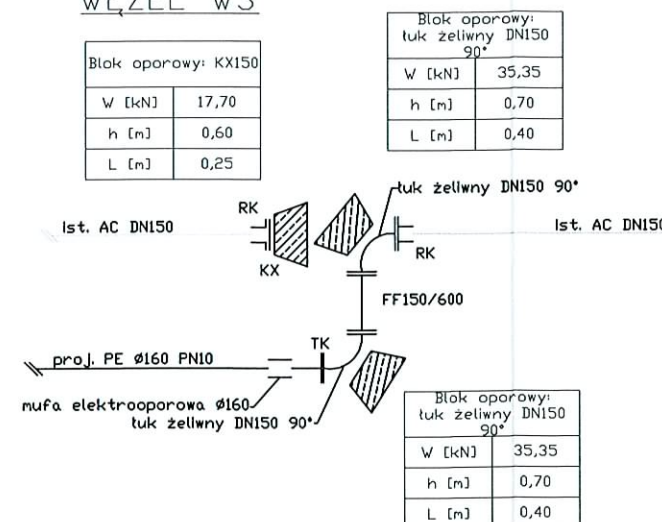 WĘZEŁ W3
Blok oporowy: KX150
W [kN] 17,70
h [m] 0,60
L [m] 0,25
Blok oporowy:
łuk żeliwny DN150
90°
W [kN] 35,35
h [m] 0,70
L [m] 0,40
łuk żeliwny DN150 90°
RK
Ist. AC DN150
Ist. AC DN150
RK
KX
FF150/600
TK
proj. PE Ø160 PN10
mufa elektrooporowa Ø160
łuk żeliwny DN150 90°
Blok oporowy:
łuk żeliwny DN150
90°
W [kN] 35,35
h [m] 0,70
L [m] 0,40